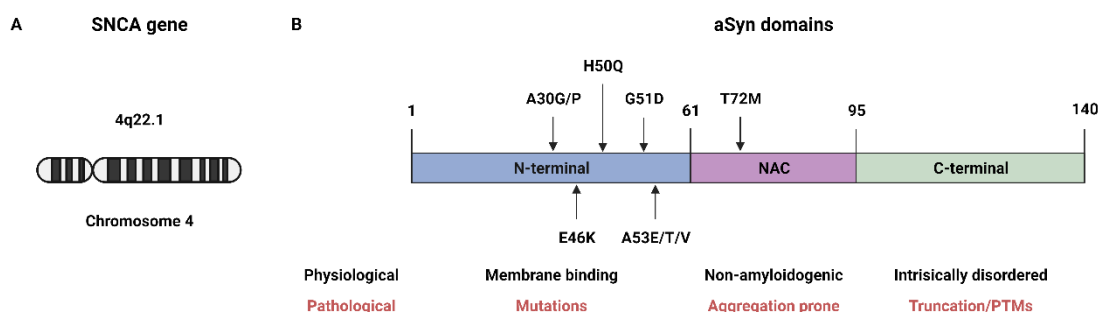 A
SNCA gene
4q22.1
Chromosome 4
B
aSyn domains
H50Q
A30G/P
G51D
T72M
1
61
95
140
N-terminal
NAC
C-terminal
E46K
A53E/T/V
Physiological
Membrane binding
Non-amyloidogenic
Intrisically disordered
Pathological
Mutations
Aggregation prone
Truncation/PTMs